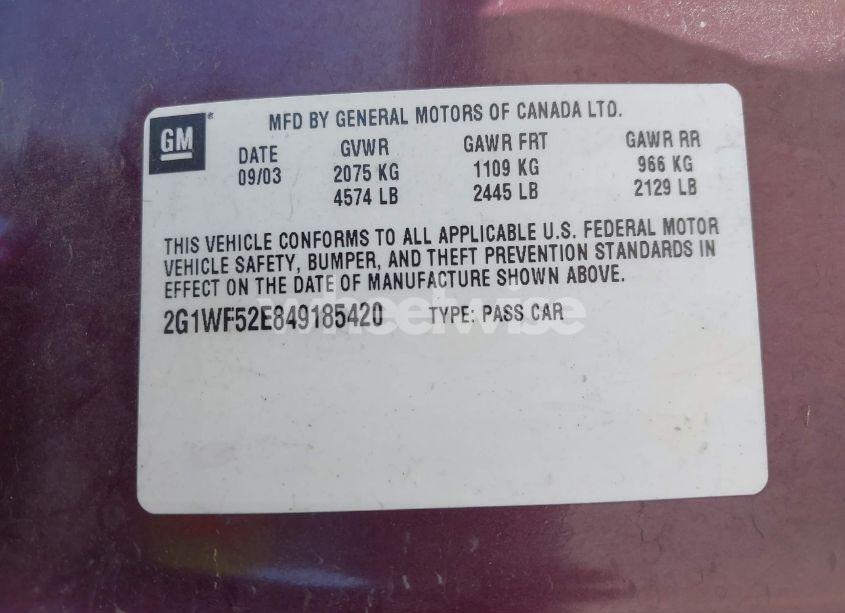 GM
MFD BY GENERAL MOTORS OF CANADA LTD.
DATE GVWR GAWR FRT GAWR RR
09/03 2075 KG 1109 KG 966 KG
4574 LB 2445 LB 2129 LB
THIS VEHICLE CONFORMS TO ALL APPLICABLE U.S. FEDERAL MOTOR
VEHICLE SAFETY, BUMPER, AND THEFT PREVENTION STANDARDS IN
EFFECT ON THE DATE OF MANUFACTURE SHOWN ABOVE.
2G1WF52E849185420 TYPE: PASS CAR
wheelwise